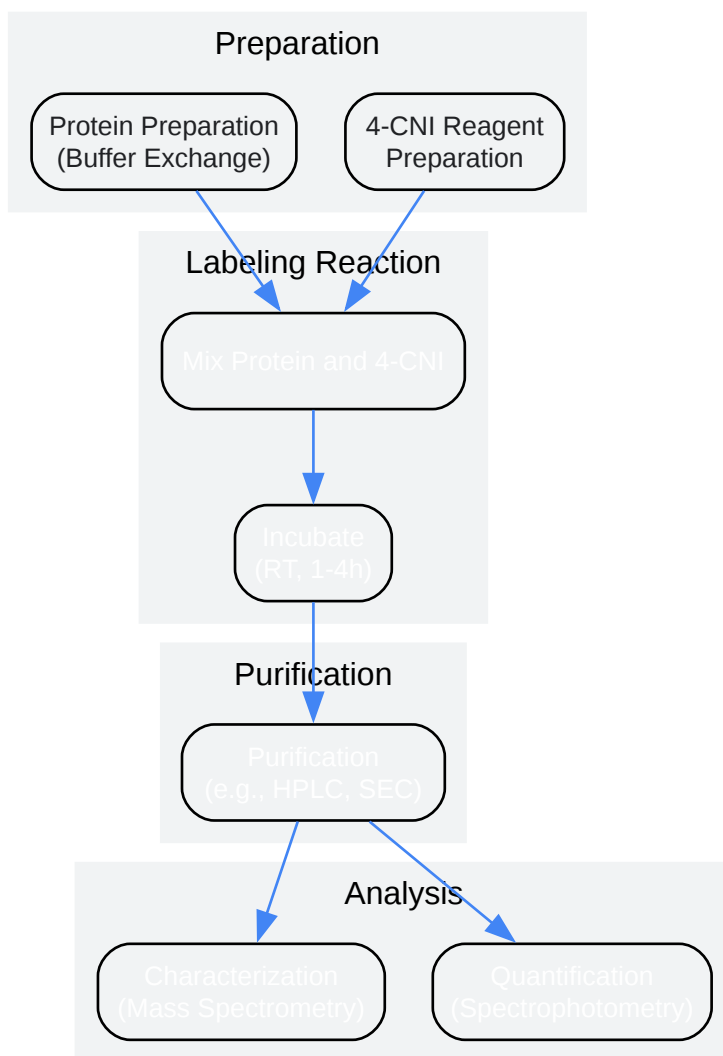 Preparation
Protein Preparation
(Buffer Exchange)
4-CNI Reagent
Preparation
Labeling Reaction
Mix Protein and 4-CNI
Incubate
(RT, 1-4h)
Purification
Purification
(e.g., HPLC, SEC)
Analysis
Characterization
(Mass Spectrometry)
Quantification
(Spectrophotometry)